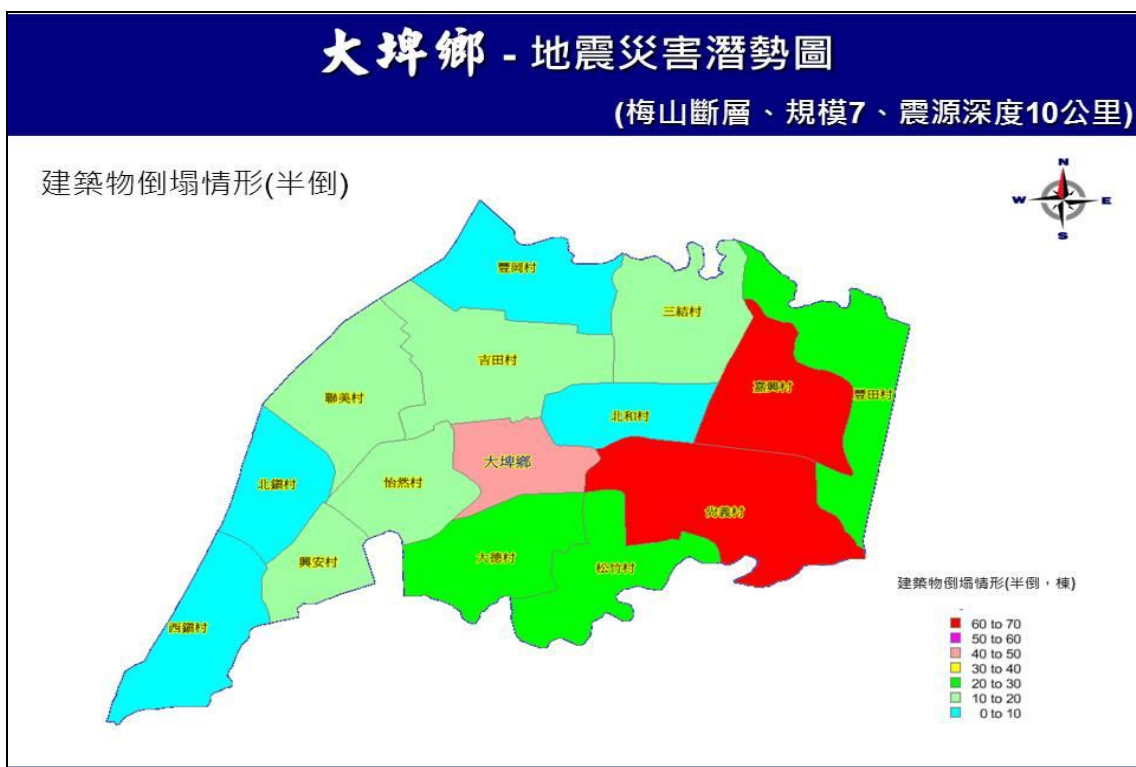 大埤鄉 - 地震災害潛勢圖
(梅山斷層、規模7、震源深度10公里)
建築物倒塌情形(半倒)
N
W E
S
豐岡村
三結村
吉田村
嘉興村
豐田村
聯美村
北和村
大埤鄉
怡然村
北鎮村
尚義村
大德村
興安村
松竹村
西鎮村
建築物倒塌情形(半倒，棟)
60 to 70
50 to 60
40 to 50
30 to 40
20 to 30
10 to 20
0 to 10